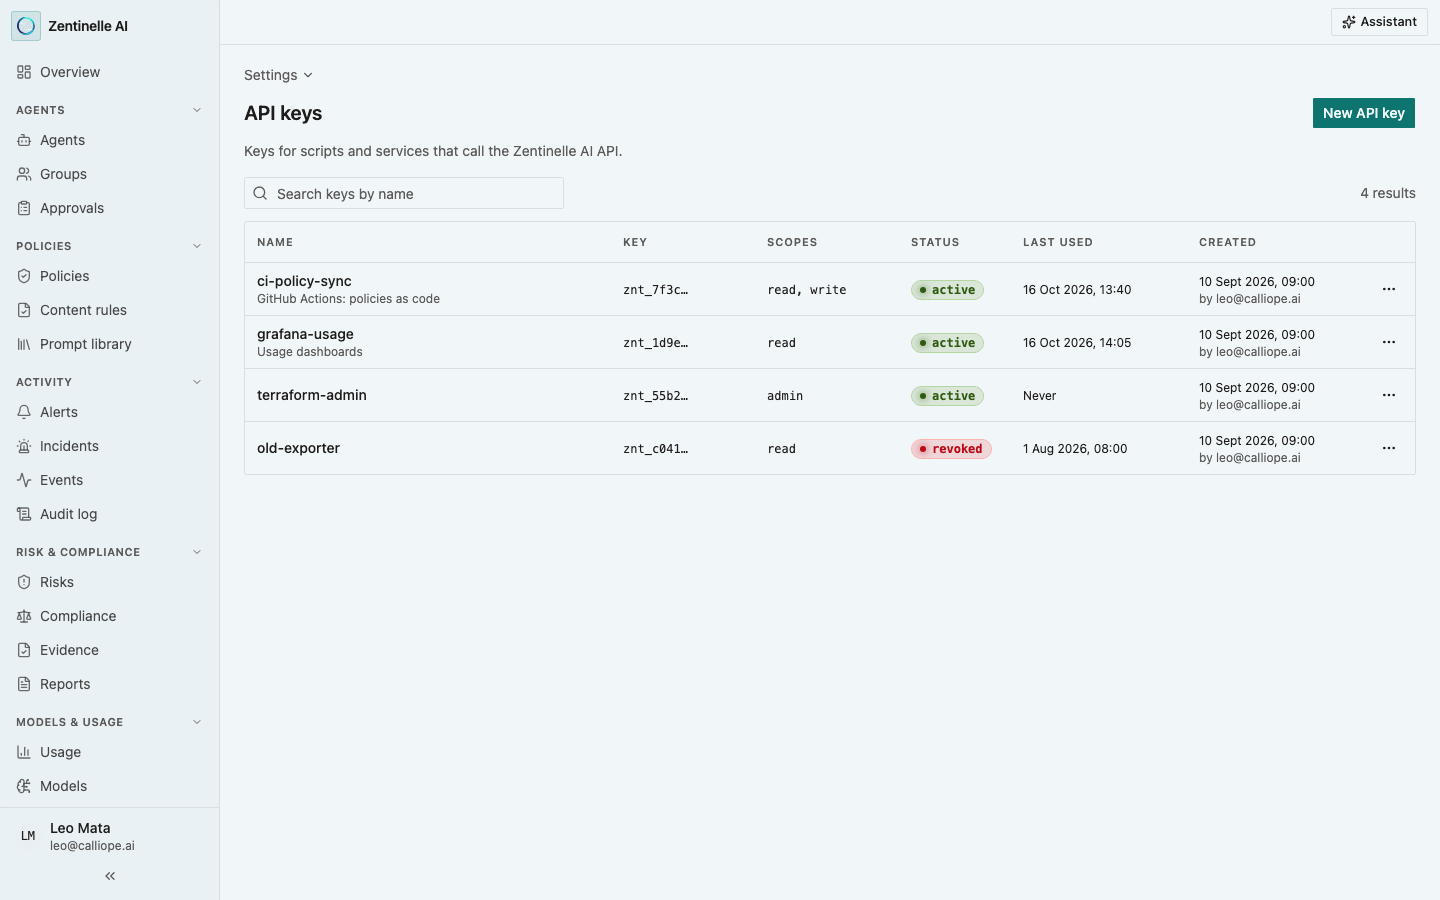 Zentinelle AI
Assistant
Overview
AGENTS
Agents
Groups
Approvals
POLICIES
Policies
Content rules
Prompt library
ACTIVITY
Alerts
Incidents
Events
Audit log
RISK & COMPLIANCE
Risks
Compliance
Evidence
Reports
MODELS & USAGE
Usage
Models
LM
Leo Mata
leo@calliope.ai
Settings
API keys
New API key
Keys for scripts and services that call the Zentinelle AI API.
Search keys by name
4 results
NAME KEY SCOPES STATUS LAST USED CREATED
ci-policy-sync znt_7f3c… read, write active 16 Oct 2026, 13:40 10 Sept 2026, 09:00
GitHub Actions: policies as code by leo@calliope.ai
grafana-usage znt_1d9e… read active 16 Oct 2026, 14:05 10 Sept 2026, 09:00
Usage dashboards by leo@calliope.ai
terraform-admin znt_55b2… admin active Never 10 Sept 2026, 09:00
by leo@calliope.ai
old-exporter znt_c041… read revoked 1 Aug 2026, 08:00 10 Sept 2026, 09:00
by leo@calliope.ai